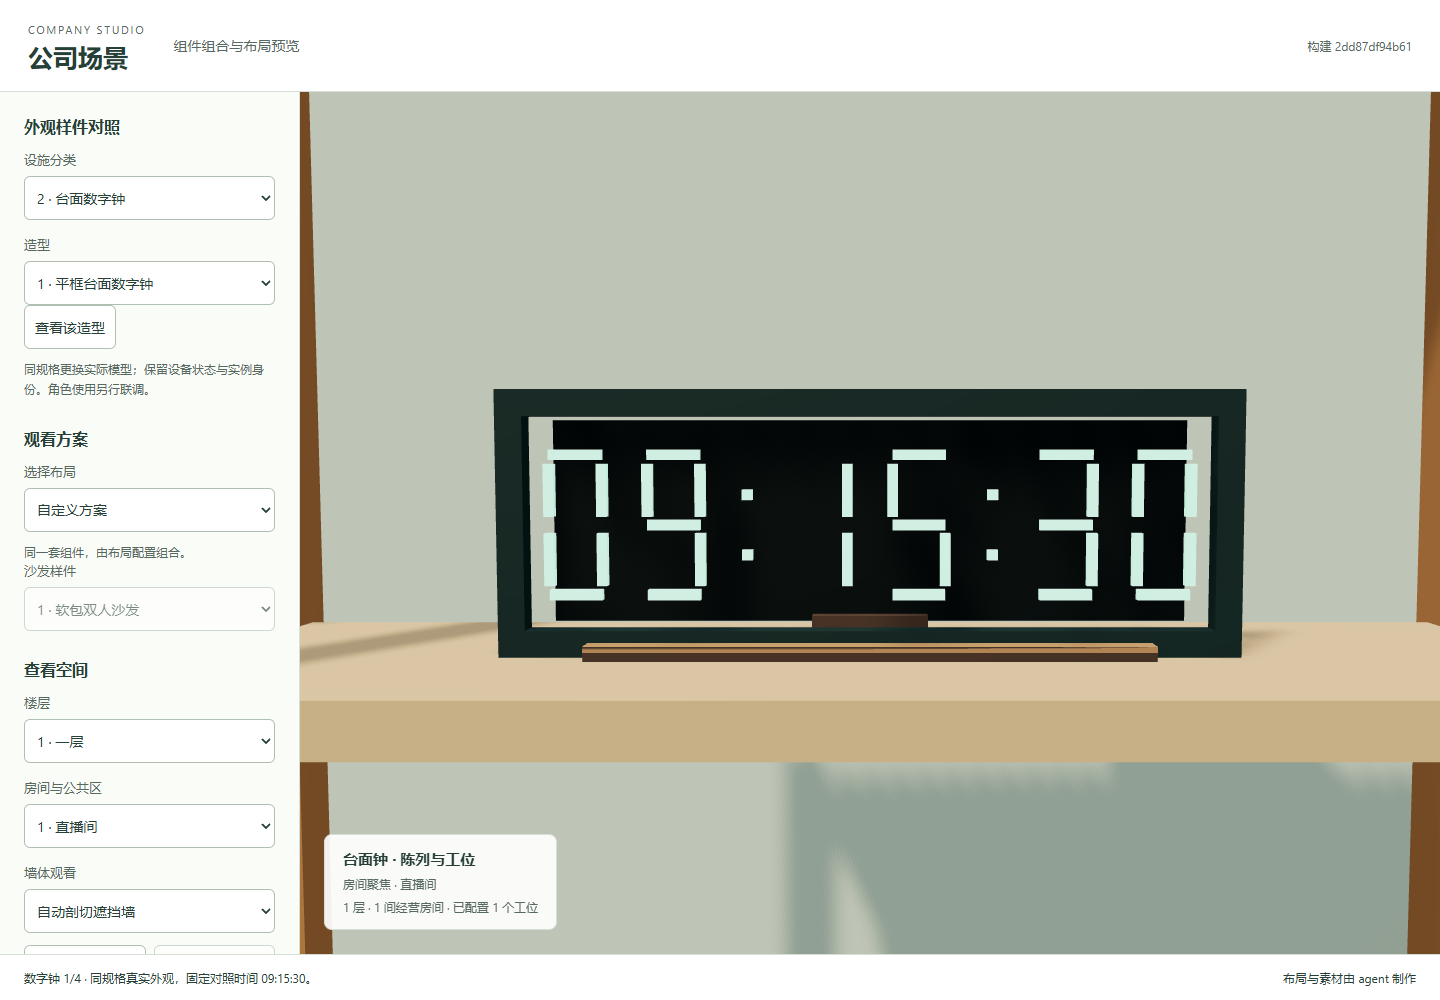 COMPANY STUDIO
公司场景
组件组合与布局预览
构建 2dd87df94b61
外观样件对照
设施分类
2 · 台面数字钟
造型
1 · 平框台面数字钟
查看该造型
同规格更换实际模型；保留设备状态与实例身
份。角色使用另行联调。
观看方案
选择布局
自定义方案
同一套组件，由布局配置组合。
沙发样件
1 · 软包双人沙发
查看空间
楼层
1 · 一层
房间与公共区
1 · 直播间
墙体观看
自动剖切遮挡墙
09:15:30
台面钟 · 陈列与工位
房间聚焦 · 直播间
1 层 · 1 间经营房间 · 已配置 1 个工位
数字钟 1/4 · 同规格真实外观，固定对照时间 09:15:30。
布局与素材由 agent 制作